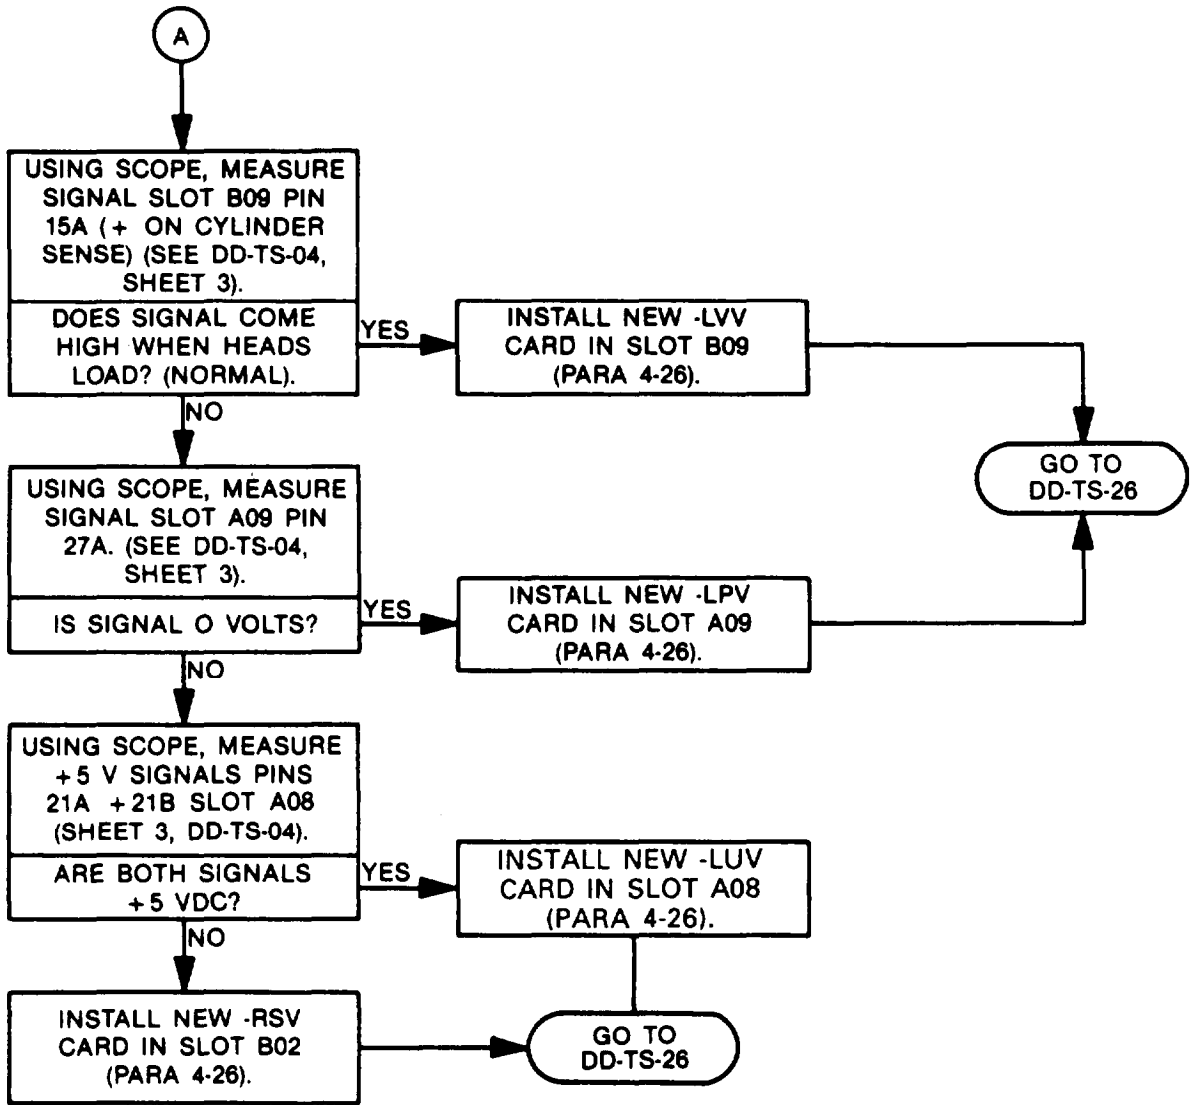 A
USING SCOPE, MEASURE
SIGNAL SLOT B09 PIN
15A (+ ON CYLINDER
SENSE) (SEE DD-TS-04,
SHEET 3).
DOES SIGNAL COME
HIGH WHEN HEADS
LOAD? (NORMAL).
YES
INSTALL NEW -LVV
CARD IN SLOT B09
(PARA 4-26).
NO
GO TO
DD-TS-26
USING SCOPE, MEASURE
SIGNAL SLOT A09 PIN
27A. (SEE DD-TS-04,
SHEET 3).
IS SIGNAL O VOLTS?
YES
INSTALL NEW -LPV
CARD IN SLOT A09
(PARA 4-26).
NO
USING SCOPE, MEASURE
+5 V SIGNALS PINS
21A +21B SLOT A08
(SHEET 3, DD-TS-04).
ARE BOTH SIGNALS
+5 VDC?
YES
INSTALL NEW -LUV
CARD IN SLOT A08
(PARA 4-26).
NO
INSTALL NEW -RSV
CARD IN SLOT B02
(PARA 4-26).
GO TO
DD-TS-26